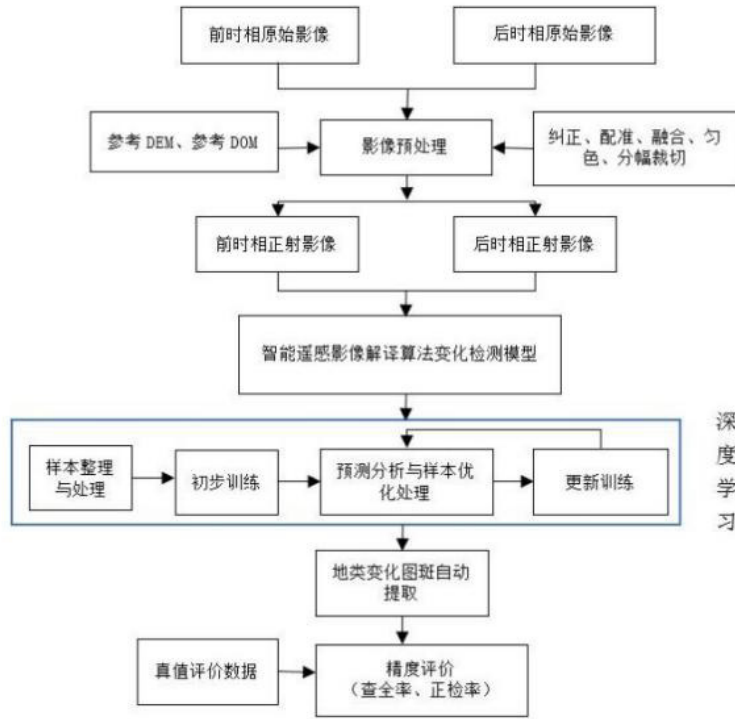 前时相原始影像
后时相原始影像
参考 DEM、参考 DOM
影像预处理
纠正、配准、融合、匀
色、分幅裁切
前时相正射影像
后时相正射影像
智能遥感影像解译算法变化检测模型
样本整理
与处理
初步训练
预测分析与样本优
化处理
更新训练
深
度
学
习
地类变化图斑自动
提取
真值评价数据
精度评价
（查全率、正检率）